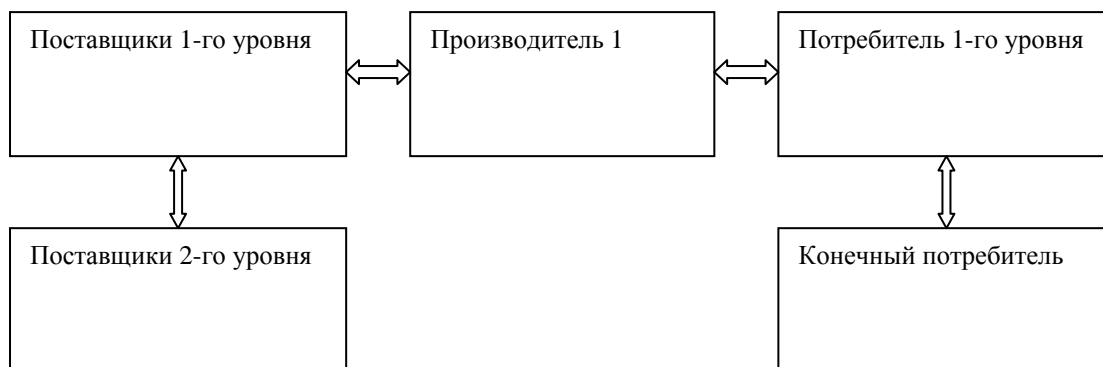 Поставщики 1-го уровня
Производитель 1
Потребитель 1-го уровня
Поставщики 2-го уровня
Конечный потребитель